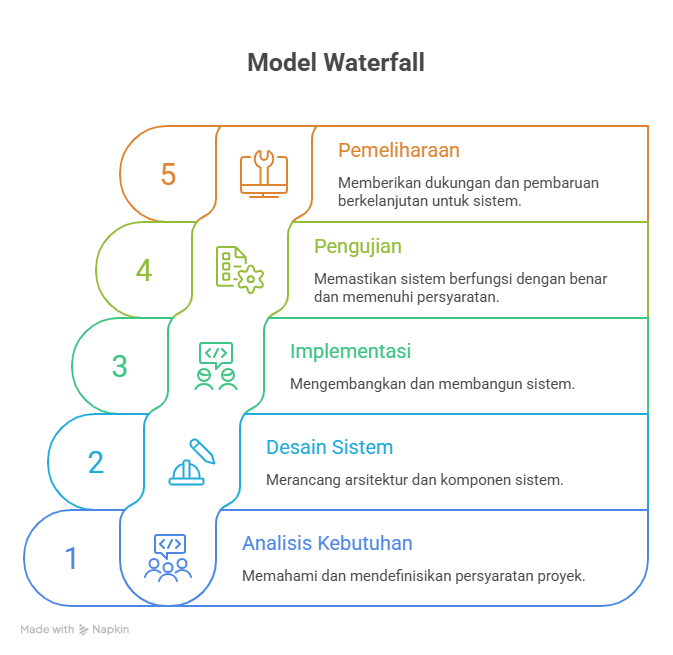 Model Waterfall
5
Pemeliharaan
Memberikan dukungan dan pembaruan
berkelanjutan untuk sistem.
4
Pengujian
Memastikan sistem berfungsi dengan benar
dan memenuhi persyaratan.
3
Implementasi
Mengembangkan dan membangun sistem.
2
Desain Sistem
Merancang arsitektur dan komponen sistem.
1
Analisis Kebutuhan
Memahami dan mendefinisikan persyaratan proyek.
Made with Napkin